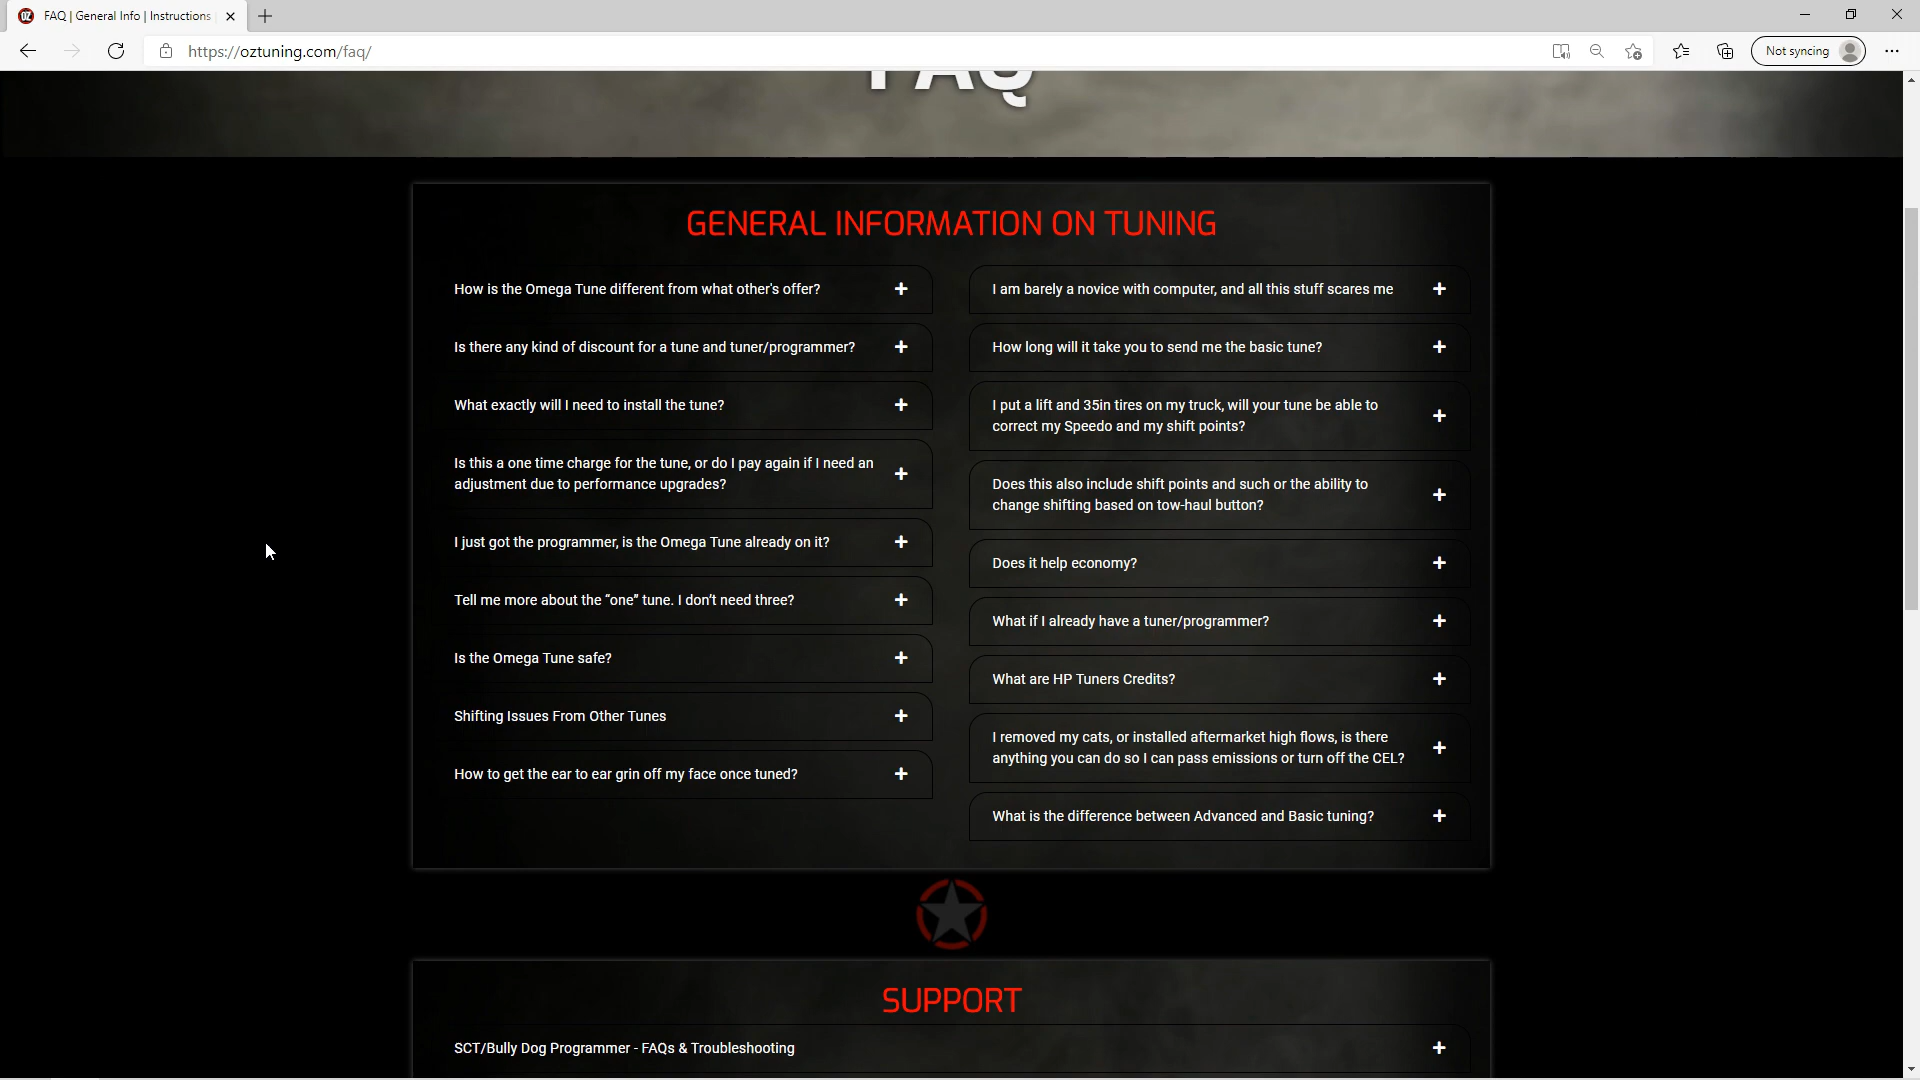 FAQ | General Info | Instructions
https://oztuning.com/faq/
Not syncing
FAQ
GENERAL INFORMATION ON TUNING
How is the Omega Tune different from what other's offer?
Is there any kind of discount for a tune and tuner/programmer?
What exactly will I need to install the tune?
Is this a one time charge for the tune, or do I pay again if I need an
adjustment due to performance upgrades?
I just got the programmer, is the Omega Tune already on it?
Tell me more about the “one” tune. I don’t need three?
Is the Omega Tune safe?
Shifting Issues From Other Tunes
How to get the ear to ear grin off my face once tuned?
I am barely a novice with computer, and all this stuff scares me
How long will it take you to send me the basic tune?
I put a lift and 35in tires on my truck, will your tune be able to
correct my Speedo and my shift points?
Does this also include shift points and such or the ability to
change shifting based on tow-haul button?
Does it help economy?
What if I already have a tuner/programmer?
What are HP Tuners Credits?
I removed my cats, or installed aftermarket high flows, is there
anything you can do so I can pass emissions or turn off the CEL?
What is the difference between Advanced and Basic tuning?
SUPPORT
SCT/Bully Dog Programmer - FAQs & Troubleshooting